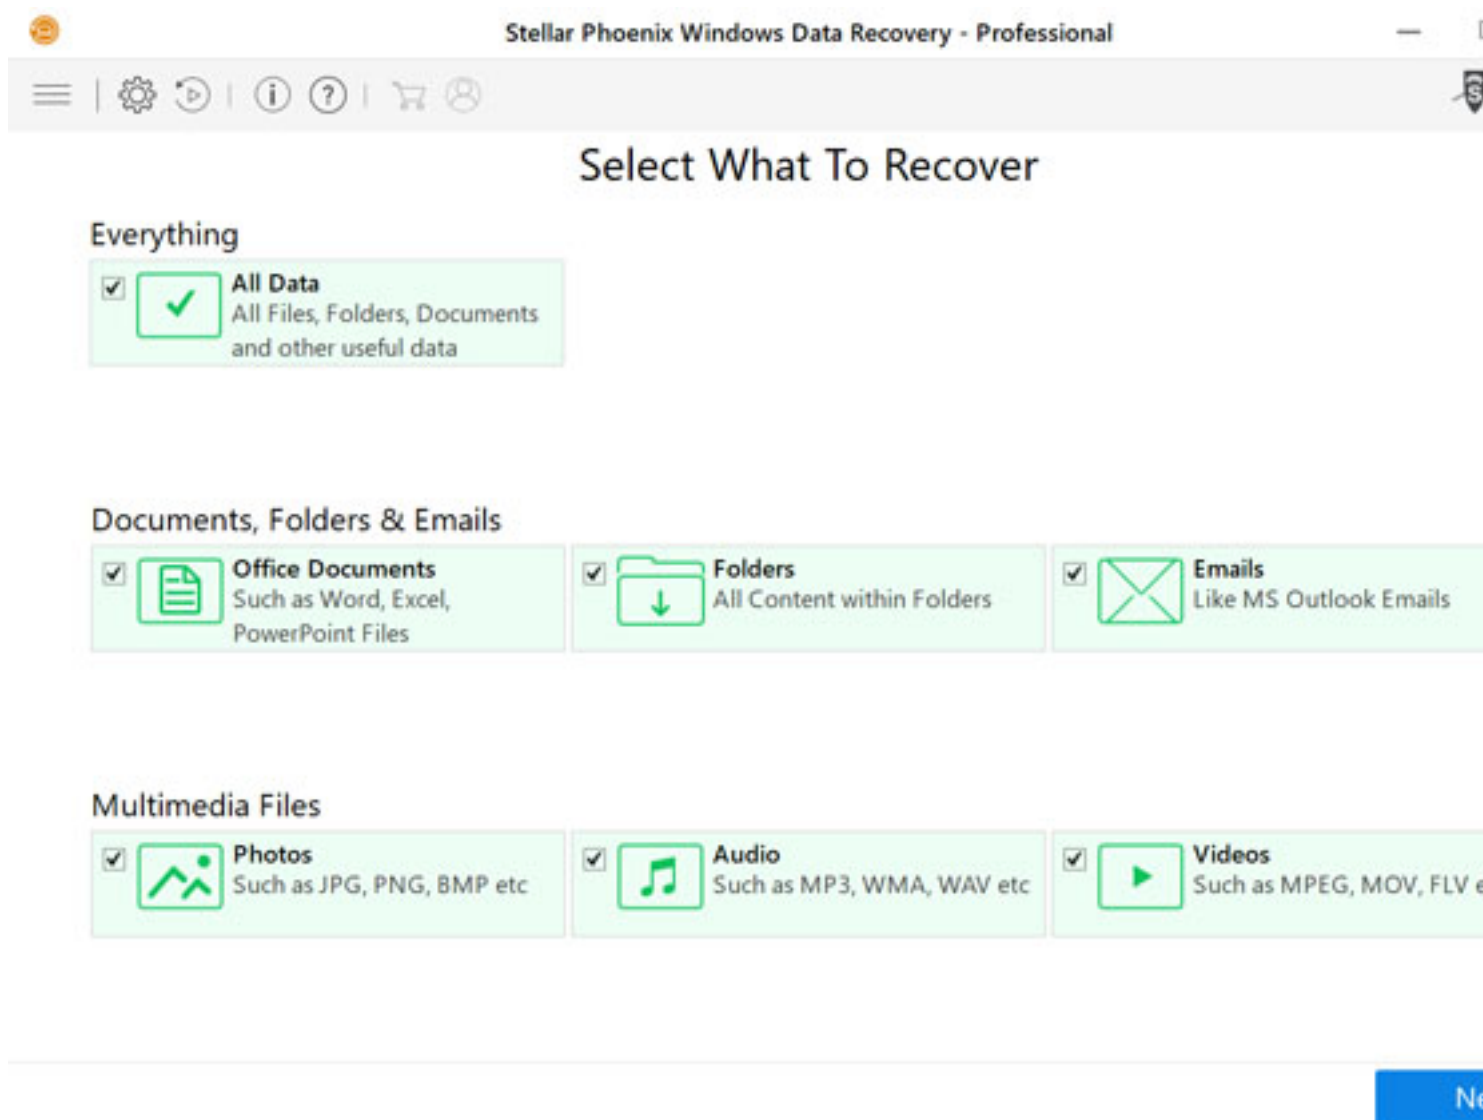 Stellar Phoenix Windows Data Recovery - Professional
Select What To Recover
Everything
All Data
All Files, Folders, Documents
and other useful data
Documents, Folders & Emails
Office Documents
Such as Word, Excel,
PowerPoint Files
Folders
All Content within Folders
Emails
Like MS Outlook Emails
Multimedia Files
Photos
Such as JPG, PNG, BMP etc
Audio
Such as MP3, WMA, WAV etc
Videos
Such as MPEG, MOV, FLV